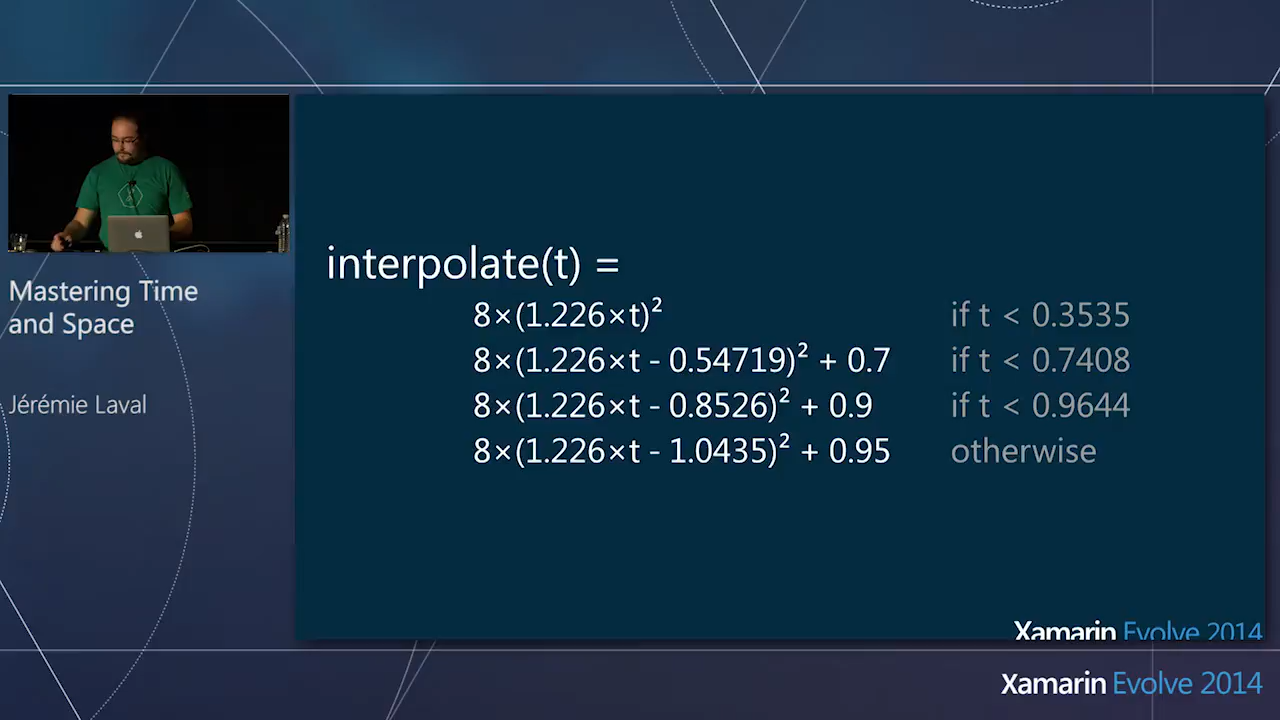 Mastering Time
and Space
Jérémie Laval
interpolate(t) =
8×(1.226×t)² if t < 0.3535
8×(1.226×t - 0.54719)² + 0.7 if t < 0.7408
8×(1.226×t - 0.8526)² + 0.9 if t < 0.9644
8×(1.226×t - 1.0435)² + 0.95 otherwise
Xamarin Evolve 2014
Xamarin Evolve 2014